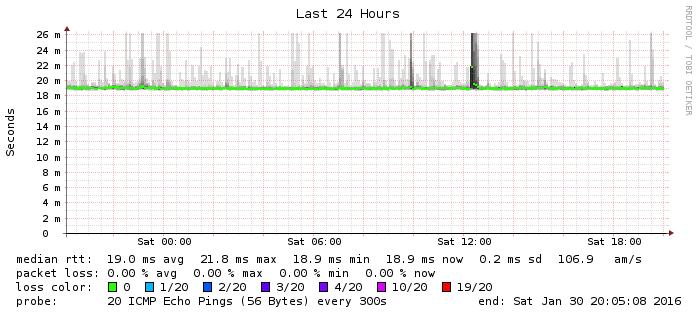 Last 24 Hours
RRDTOOL / TOBI OETIKER
Seconds
26 m
24 m
22 m
20 m
18 m
16 m
14 m
12 m
10 m
8 m
6 m
4 m
2 m
0
Sat 00:00 Sat 06:00 Sat 12:00 Sat 18:00
median rtt: 19.0 ms avg 21.8 ms max 18.9 ms min 18.9 ms now 0.2 ms sd 106.9 am/s
packet loss: 0.00 % avg 0.00 % max 0.00 % min 0.00 % now
loss color: 0 1/20 2/20 3/20 4/20 10/20 19/20
probe: 20 ICMP Echo Pings (56 Bytes) every 300s end: Sat Jan 30 20:05:08 2016